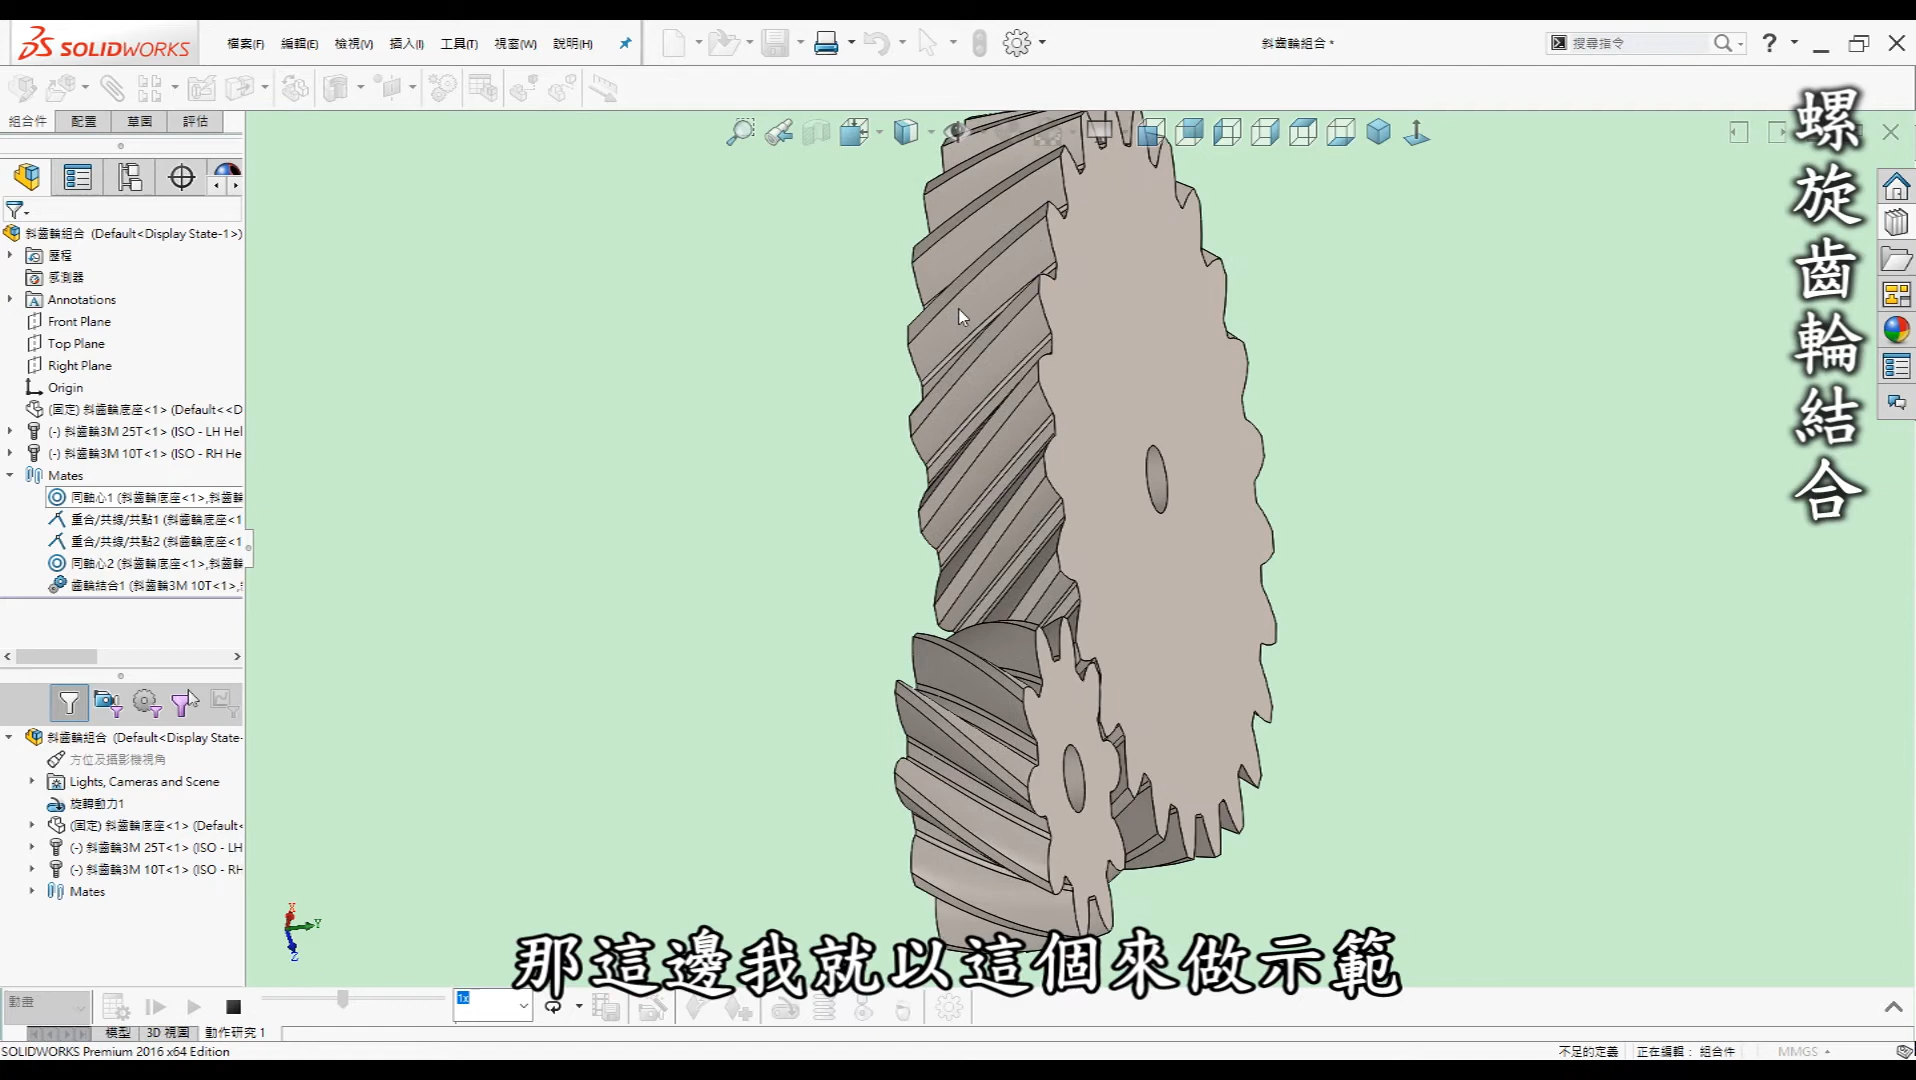 SOLIDWORKS
檔案(F)
編輯(E)
檢視(V)
插入(I)
工具(T)
視窗(W)
說明(H)
斜齒輪組合 *
搜尋指令
組合件
配置
草圖
評估
斜齒輪組合 (Default<Display State-1>)
歷程
感測器
Annotations
Front Plane
Top Plane
Right Plane
Origin
(固定) 斜齒輪底座<1> (Default<<D
(-) 斜齒輪3M 25T<1> (ISO - LH Hel
(-) 斜齒輪3M 10T<1> (ISO - RH He
Mates
同軸心1 (斜齒輪底座<1>,斜齒輪
重合/共線/共點1 (斜齒輪底座<1
重合/共線/共點2 (斜齒輪底座<1
同軸心2 (斜齒輪底座<1>,斜齒輪
齒輪結合1 (斜齒輪3M 10T<1>,
斜齒輪組合 (Default<Display State-
方位及攝影機視角
Lights, Cameras and Scene
旋轉動力1
(固定) 斜齒輪底座<1> (Default<
(-) 斜齒輪3M 25T<1> (ISO - LH
(-) 斜齒輪3M 10T<1> (ISO - RH
Mates
螺旋齒輪結合
X
Y
Z
那這邊我就以這個來做示範
動畫
1x
模型
3D 視圖
動作研究 1
SOLIDWORKS Premium 2016 x64 Edition
不足的定義
正在編輯： 組合件
MMGS